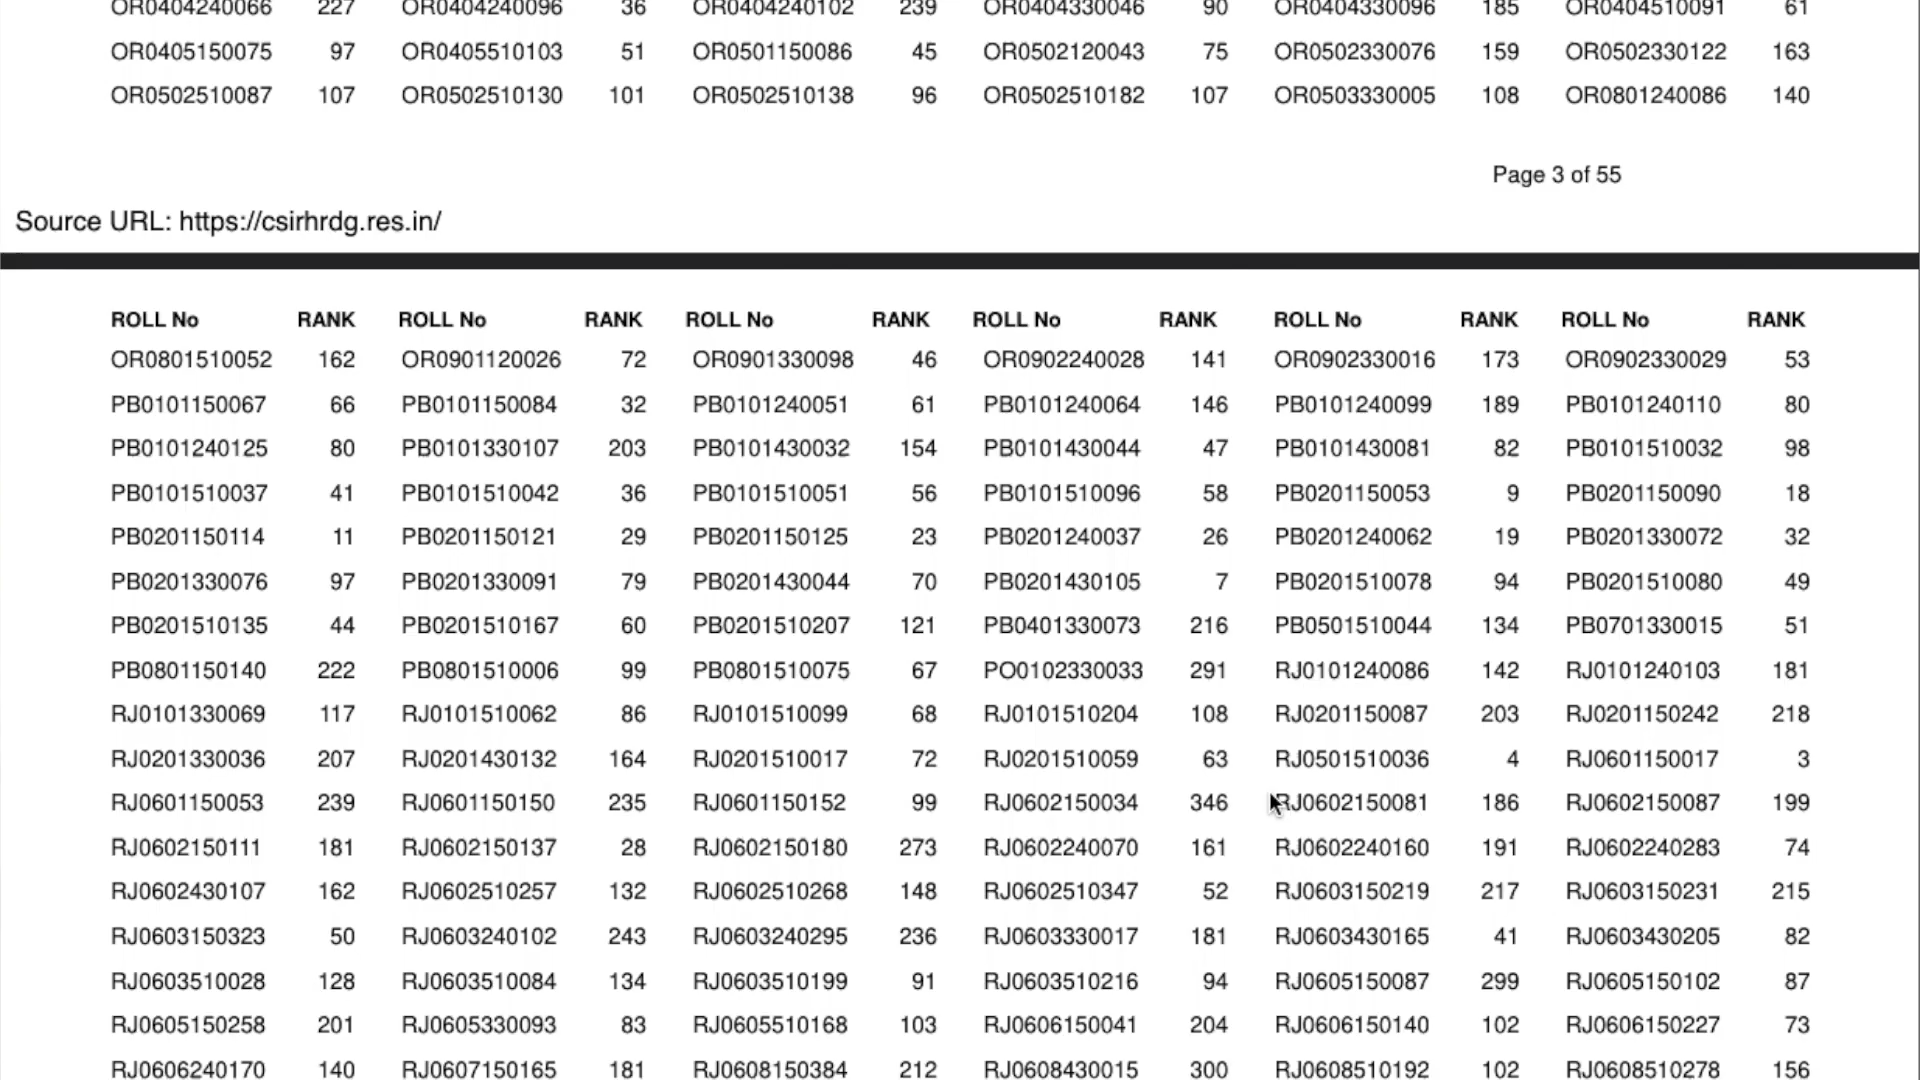 OR0404240066 227 OR0404240096 36 OR0404240102 239 OR0404330046 90 OR0404330096 185 OR0404510091 61
OR0405150075 97 OR0405510103 51 OR0501150086 45 OR0502120043 75 OR0502330076 159 OR0502330122 163
OR0502510087 107 OR0502510130 101 OR0502510138 96 OR0502510182 107 OR0503330005 108 OR0801240086 140
Page 3 of 55
Source URL: https://csirhrdg.res.in/
ROLL No RANK ROLL No RANK ROLL No RANK ROLL No RANK ROLL No RANK ROLL No RANK
OR0801510052 162 OR0901120026 72 OR0901330098 46 OR0902240028 141 OR0902330016 173 OR0902330029 53
PB0101150067 66 PB0101150084 32 PB0101240051 61 PB0101240064 146 PB0101240099 189 PB0101240110 80
PB0101240125 80 PB0101330107 203 PB0101430032 154 PB0101430044 47 PB0101430081 82 PB0101510032 98
PB0101510037 41 PB0101510042 36 PB0101510051 56 PB0101510096 58 PB0201150053 9 PB0201150090 18
PB0201150114 11 PB0201150121 29 PB0201150125 23 PB0201240037 26 PB0201240062 19 PB0201330072 32
PB0201330076 97 PB0201330091 79 PB0201430044 70 PB0201430105 7 PB0201510078 94 PB0201510080 49
PB0201510135 44 PB0201510167 60 PB0201510207 121 PB0401330073 216 PB0501510044 134 PB0701330015 51
PB0801150140 222 PB0801510006 99 PB0801510075 67 PO0102330033 291 RJ0101240086 142 RJ0101240103 181
RJ0101330069 117 RJ0101510062 86 RJ0101510099 68 RJ0101510204 108 RJ0201150087 203 RJ0201150242 218
RJ0201330036 207 RJ0201430132 164 RJ0201510017 72 RJ0201510059 63 RJ0501510036 4 RJ0601150017 3
RJ0601150053 239 RJ0601150150 235 RJ0601150152 99 RJ0602150034 346 RJ0602150081 186 RJ0602150087 199
RJ0602150111 181 RJ0602150137 28 RJ0602150180 273 RJ0602240070 161 RJ0602240160 191 RJ0602240283 74
RJ0602430107 162 RJ0602510257 132 RJ0602510268 148 RJ0602510347 52 RJ0603150219 217 RJ0603150231 215
RJ0603150323 50 RJ0603240102 243 RJ0603240295 236 RJ0603330017 181 RJ0603430165 41 RJ0603430205 82
RJ0603510028 128 RJ0603510084 134 RJ0603510199 91 RJ0603510216 94 RJ0605150087 299 RJ0605150102 87
RJ0605150258 201 RJ0605330093 83 RJ0605510168 103 RJ0606150041 204 RJ0606150140 102 RJ0606150227 73
RJ0606240170 140 RJ0607150165 181 RJ0608150384 212 RJ0608430015 300 RJ0608510192 102 RJ0608510278 156